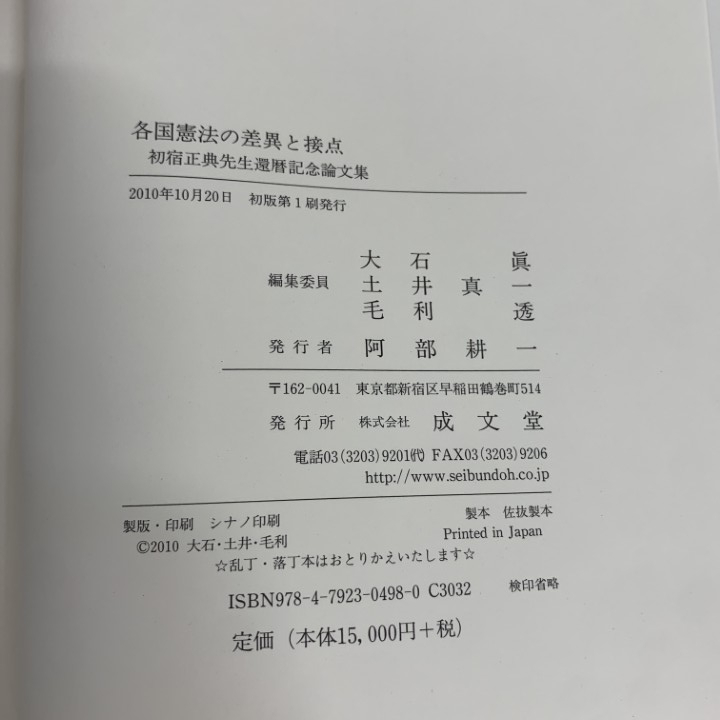 各国憲法の差異と接点
初宿正典先生還暦記念論文集
2010年10月20日 初版第1刷発行
大石眞
編集委員 土井真一
毛利透
発行者 阿部耕一
〒162-0041 東京都新宿区早稲田鶴巻町514
発行所 株式会社 成文堂
電話03(3203)9201㈹ FAX03(3203)9206
http://www.seibundoh.co.jp
製版・印刷 シナノ印刷 製本 佐抜製本
©2010 大石・土井・毛利 Printed in Japan
☆乱丁・落丁本はおとりかえいたします☆
ISBN978-4-7923-0498-0 C3032 検印省略
定価(本体15,000円+税)